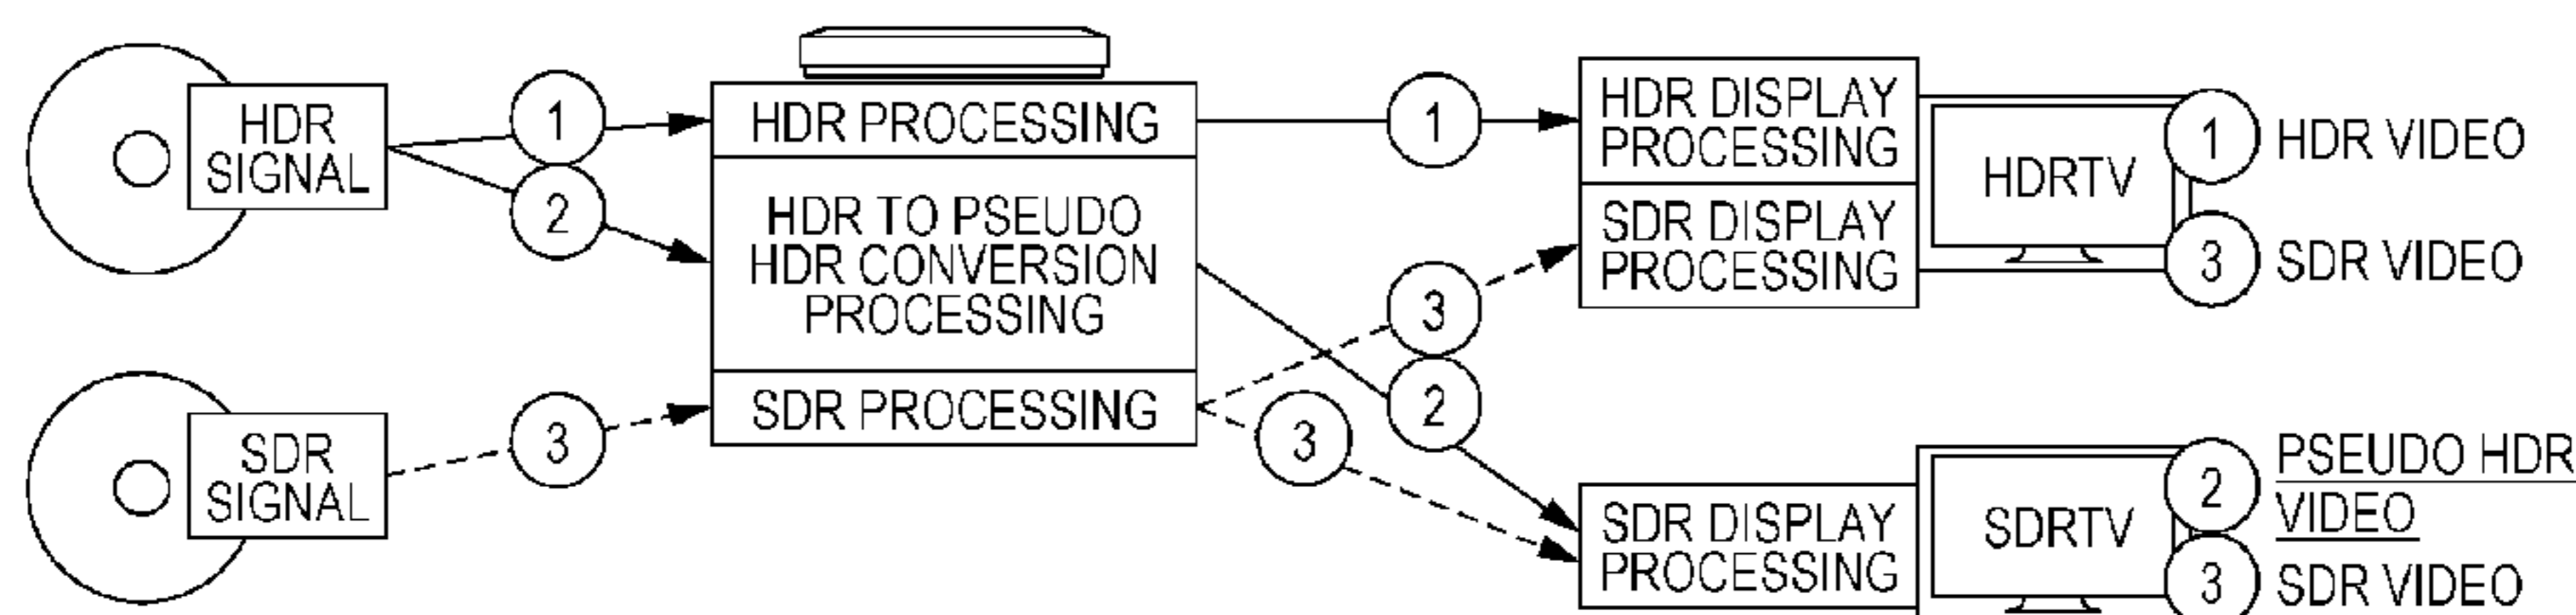 HDR
SIGNAL
1
2
HDR PROCESSING
HDR TO PSEUDO
HDR CONVERSION
PROCESSING
SDR PROCESSING
SDR
SIGNAL
3
1
3
2
3
HDR DISPLAY
PROCESSING
SDR DISPLAY
PROCESSING
HDRTV
1 HDR VIDEO
3 SDR VIDEO
SDR DISPLAY
PROCESSING
SDRTV
2 PSEUDO HDR
VIDEO
3 SDR VIDEO